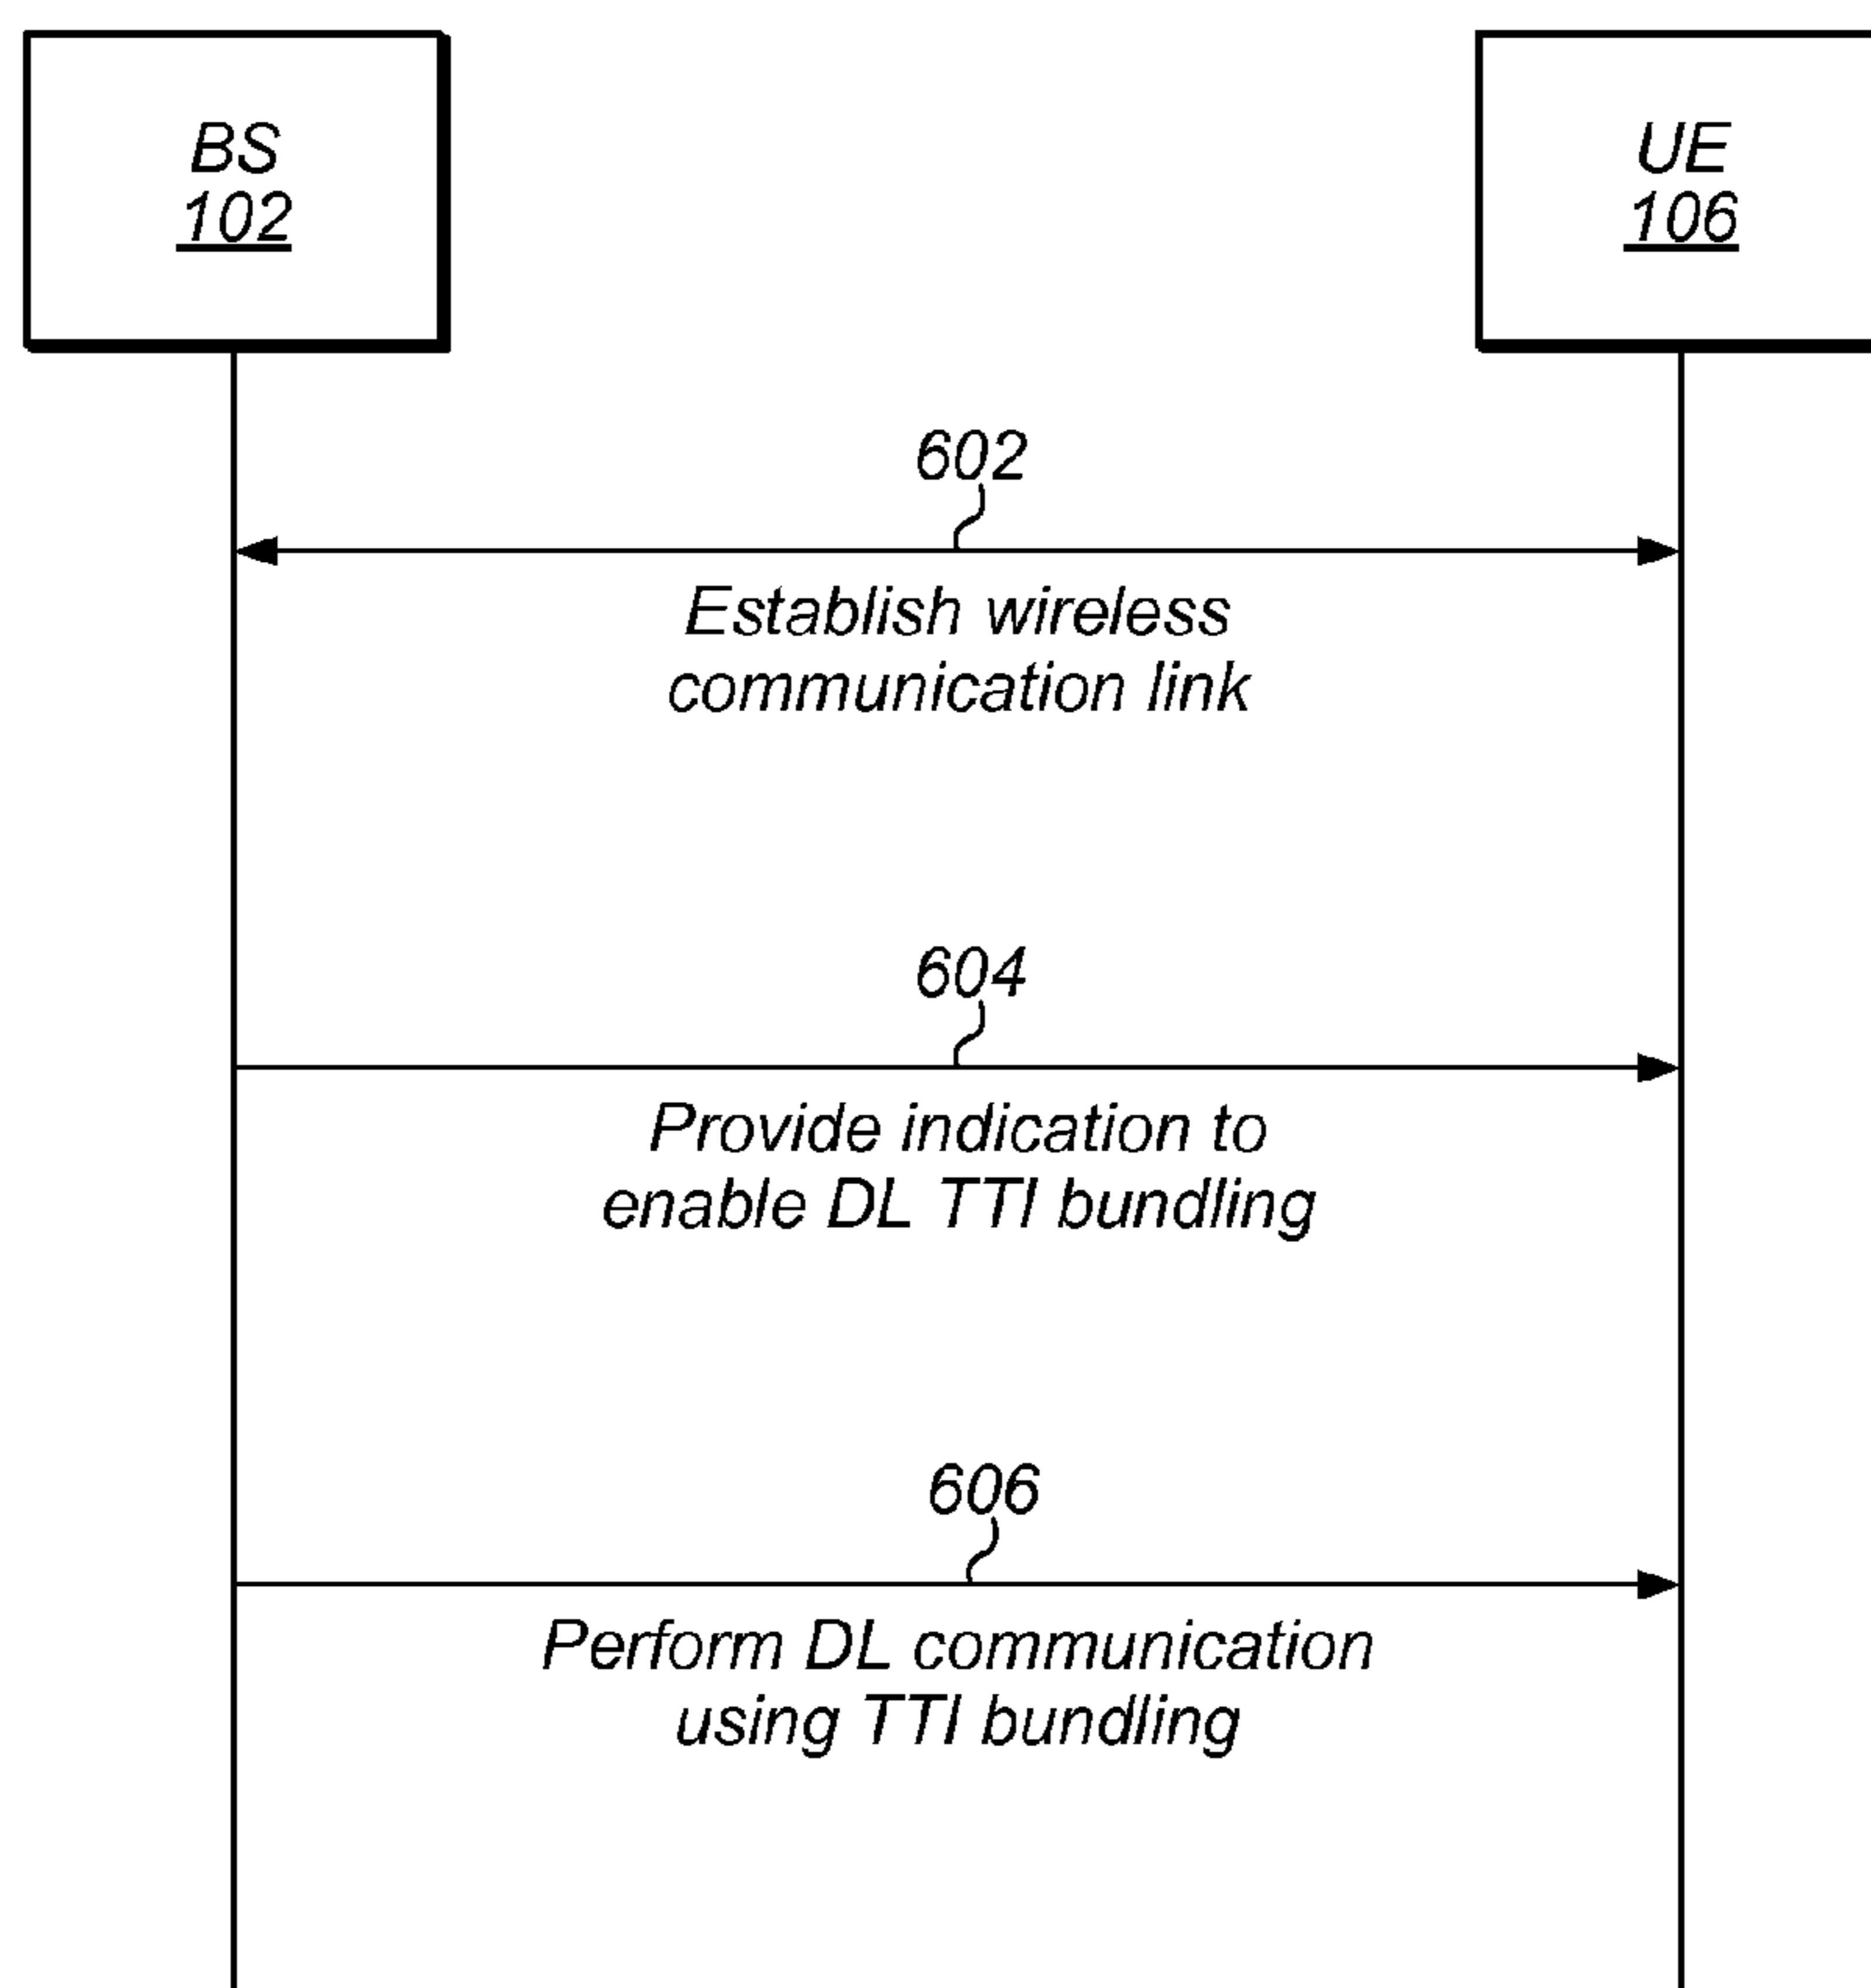 BS
102
UE
106
602
Establish wireless
communication link
604
Provide indication to
enable DL TTI bundling
606
Perform DL communication
using TTI bundling